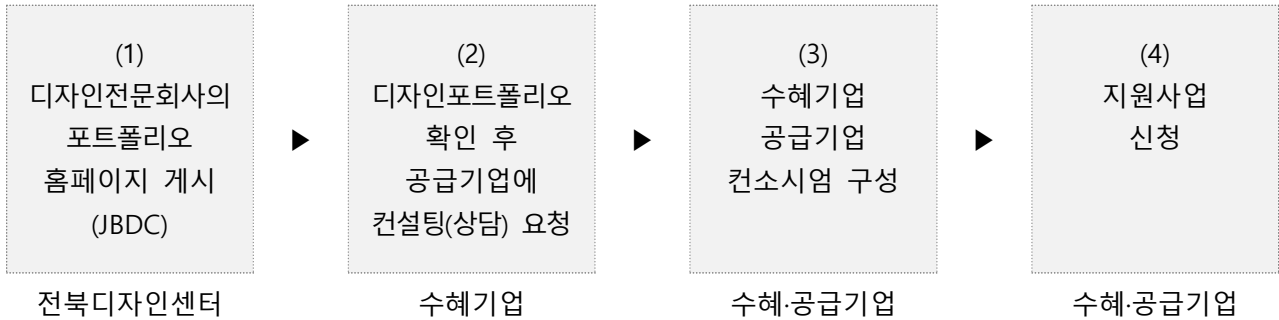 (1)
디자인전문회사의
포트폴리오
홈페이지 게시
(JBDC)
▶
(2)
디자인포트폴리오
확인 후
공급기업에
컨설팅(상담) 요청
▶
(3)
수혜기업
공급기업
컨소시엄 구성
▶
(4)
지원사업
신청
전북디자인센터
수혜기업
수혜·공급기업
수혜·공급기업